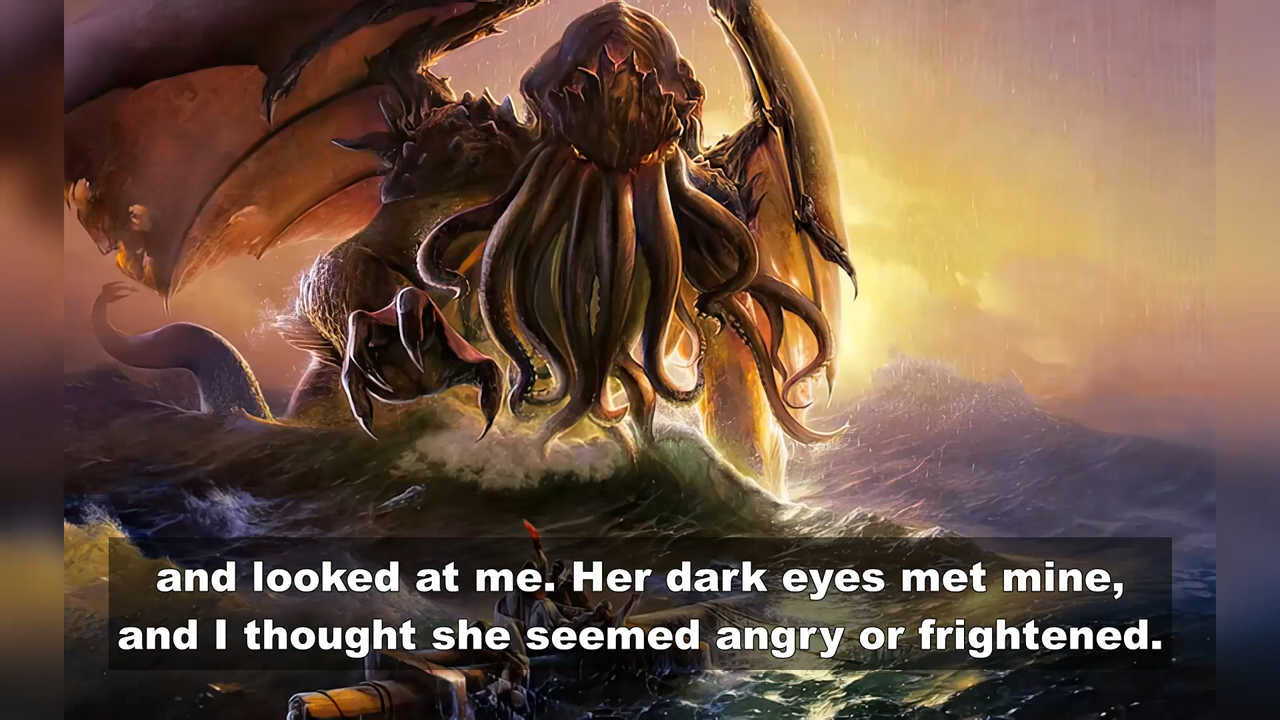 and looked at me. Her dark eyes met mine,
and I thought she seemed angry or frightened.